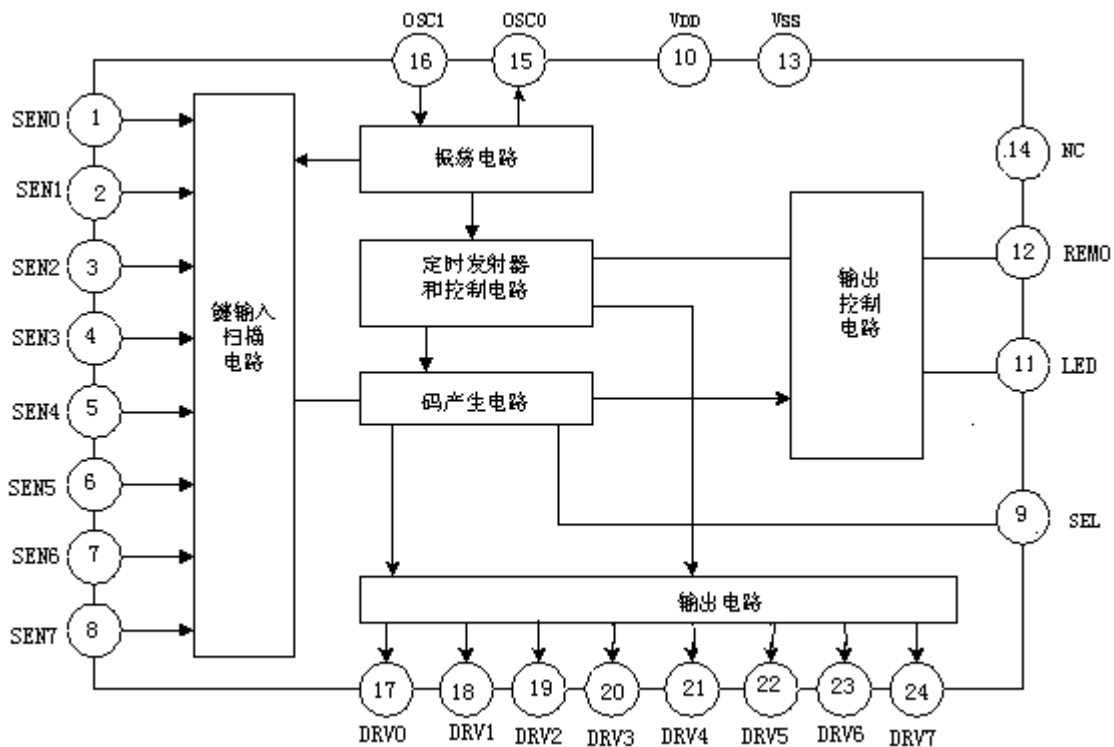 OSC1
OSC0
VDD
VSS
16
15
10
13
SEN0
1
SEN1
2
SEN2
3
SEN3
4
SEN4
5
SEN5
6
SEN6
7
SEN7
8
键输入
扫描
电路
振荡电路
定时发射器
和控制电路
码产生电路
输出
控制
电路
输出电路
.14
NC
12
REMO
11
LED
9
SEL
17
18
19
20
21
22
23
24
DRV0
DRV1
DRV2
DRV3
DRV4
DRV5
DRV6
DRV7